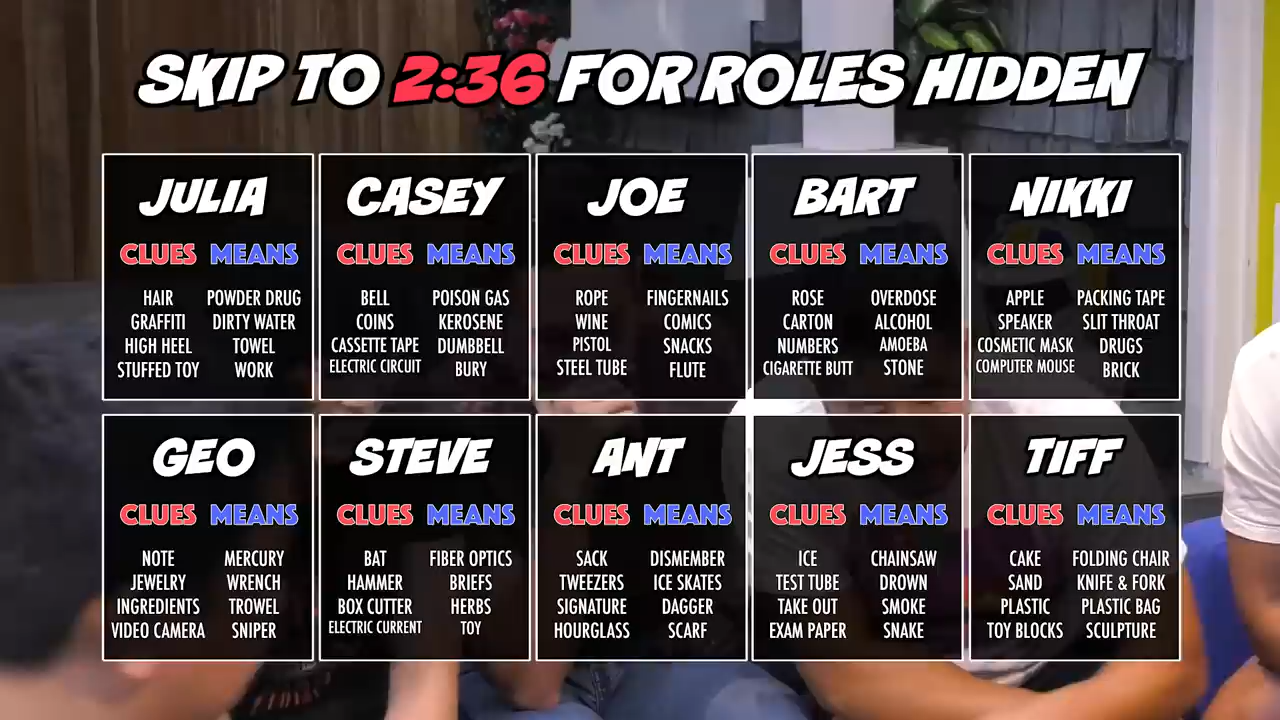 SKIP TO 2:36 FOR ROLES HIDDEN
JULIA
CLUES MEANS
HAIR POWDER DRUG
GRAFFITI DIRTY WATER
HIGH HEEL TOWEL
STUFFED TOY WORK
CASEY
CLUES MEANS
BELL POISON GAS
COINS KEROSENE
CASSETTE TAPE DUMBBELL
ELECTRIC CIRCUIT BURY
JOE
CLUES MEANS
ROPE FINGERNAILS
WINE COMICS
PISTOL SNACKS
STEEL TUBE FLUTE
BART
CLUES MEANS
ROSE OVERDOSE
CARTON ALCOHOL
NUMBERS AMOEBA
CIGARETTE BUTT STONE
NIKKI
CLUES MEANS
APPLE PACKING TAPE
SPEAKER SLIT THROAT
COSMETIC MASK DRUGS
COMPUTER MOUSE BRICK
GEO
CLUES MEANS
NOTE MERCURY
JEWELRY WRENCH
INGREDIENTS TROWEL
VIDEO CAMERA SNIPER
STEVE
CLUES MEANS
BAT FIBER OPTICS
HAMMER BRIEFS
BOX CUTTER HERBS
ELECTRIC CURRENT TOY
ANT
CLUES MEANS
SACK DISMEMBER
TWEEZERS ICE SKATES
SIGNATURE DAGGER
HOURGLASS SCARF
JESS
CLUES MEANS
ICE CHAINSAW
TEST TUBE DROWN
TAKE OUT SMOKE
EXAM PAPER SNAKE
TIFF
CLUES MEANS
CAKE FOLDING CHAIR
SAND KNIFE & FORK
PLASTIC PLASTIC BAG
TOY BLOCKS SCULPTURE